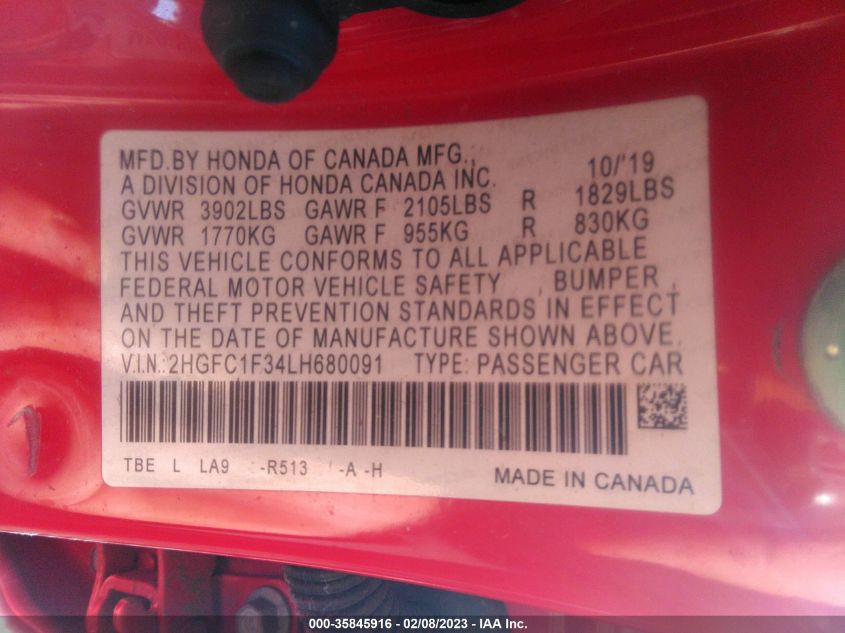 MFD.BY HONDA OF CANADA MFG., 10/'19
A DIVISION OF HONDA CANADA INC.
GVWR 3902LBS GAWR F 2105LBS R 1829LBS
GVWR 1770KG GAWR F 955KG R 830KG
THIS VEHICLE CONFORMS TO ALL APPLICABLE
FEDERAL MOTOR VEHICLE SAFETY , BUMPER ,
AND THEFT PREVENTION STANDARDS IN EFFECT
ON THE DATE OF MANUFACTURE SHOWN ABOVE.
V.I.N.: 2HGFC1F34LH680091 TYPE: PASSENGER CAR
TBE L LA9 -R513 -A -H
MADE IN CANADA
000-35845916 - 02/08/2023 - IAA Inc.